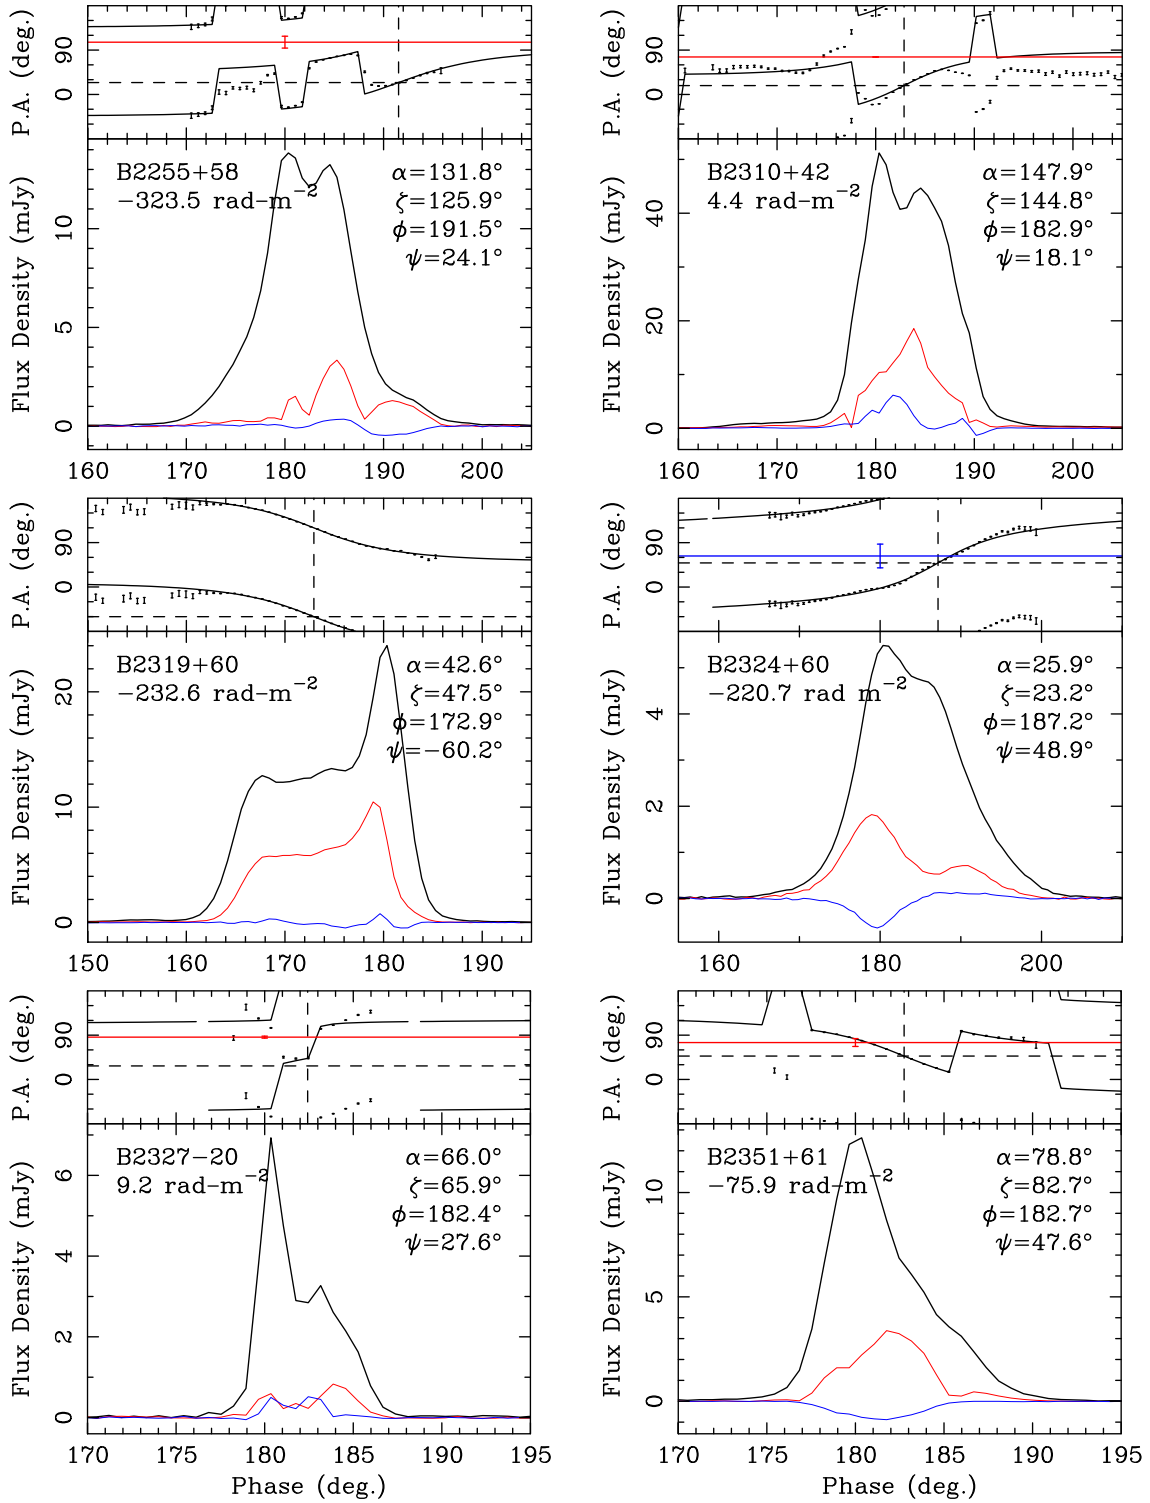 P.A. (deg.)
0 90
Flux Density (mJy)
0 5 10
B2255+58
−323.5 rad−m⁻²
α=131.8°
ζ=125.9°
ϕ=191.5°
ψ=24.1°
160 170 180 190 200
P.A. (deg.)
0 90
Flux Density (mJy)
0 20 40
B2310+42
4.4 rad−m⁻²
α=147.9°
ζ=144.8°
ϕ=182.9°
ψ=18.1°
160 170 180 190 200
P.A. (deg.)
0 90
Flux Density (mJy)
0 10 20
B2319+60
−232.6 rad−m⁻²
α=42.6°
ζ=47.5°
ϕ=172.9°
ψ=−60.2°
150 160 170 180 190
P.A. (deg.)
0 90
Flux Density (mJy)
0 2 4
B2324+60
−220.7 rad m⁻²
α=25.9°
ζ=23.2°
ϕ=187.2°
ψ=48.9°
160 180 200
P.A. (deg.)
0 90
Flux Density (mJy)
0 2 4 6
B2327−20
9.2 rad−m⁻²
α=66.0°
ζ=65.9°
ϕ=182.4°
ψ=27.6°
170 175 180 185 190 195
Phase (deg.)
P.A. (deg.)
0 90
Flux Density (mJy)
0 5 10
B2351+61
−75.9 rad−m⁻²
α=78.8°
ζ=82.7°
ϕ=182.7°
ψ=47.6°
170 175 180 185 190 195
Phase (deg.)